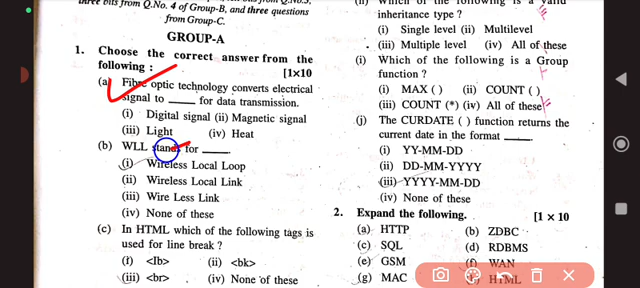 three bits from Q.No. 4 of Group-B, and three questions
from Group-C.
GROUP-A
1. Choose the correct answer from the
following : [1×10
(a) Fibre optic technology converts electrical
signal to ____ for data transmission.
(i) Digital signal (ii) Magnetic signal
(iii) Light (iv) Heat
(b) WLL stands for ____
(i) Wireless Local Loop
(ii) Wireless Local Link
(iii) Wire Less Link
(iv) None of these
(c) In HTML which of the following tags is
used for line break ?
(i) <lb> (ii) <bk>
(iii) <br> (iv) None of these
(h) Which of the following is a valid
inheritance type ?
(i) Single level (ii) Multilevel
(iii) Multiple level (iv) All of these
(i) Which of the following is a Group
function ?
(i) MAX ( ) (ii) COUNT ( )
(iii) COUNT (*) (iv) All of these
(j) The CURDATE ( ) function returns the
current date in the format ____
(i) YY-MM-DD
(ii) DD-MM-YYYY
(iii) YYYY-MM-DD
(iv) None of these
2. Expand the following. [1 × 10
(a) HTTP (b) ZDBC
(c) SQL (d) RDBMS
(e) GSM (f) WAN
(g) MAC HTML